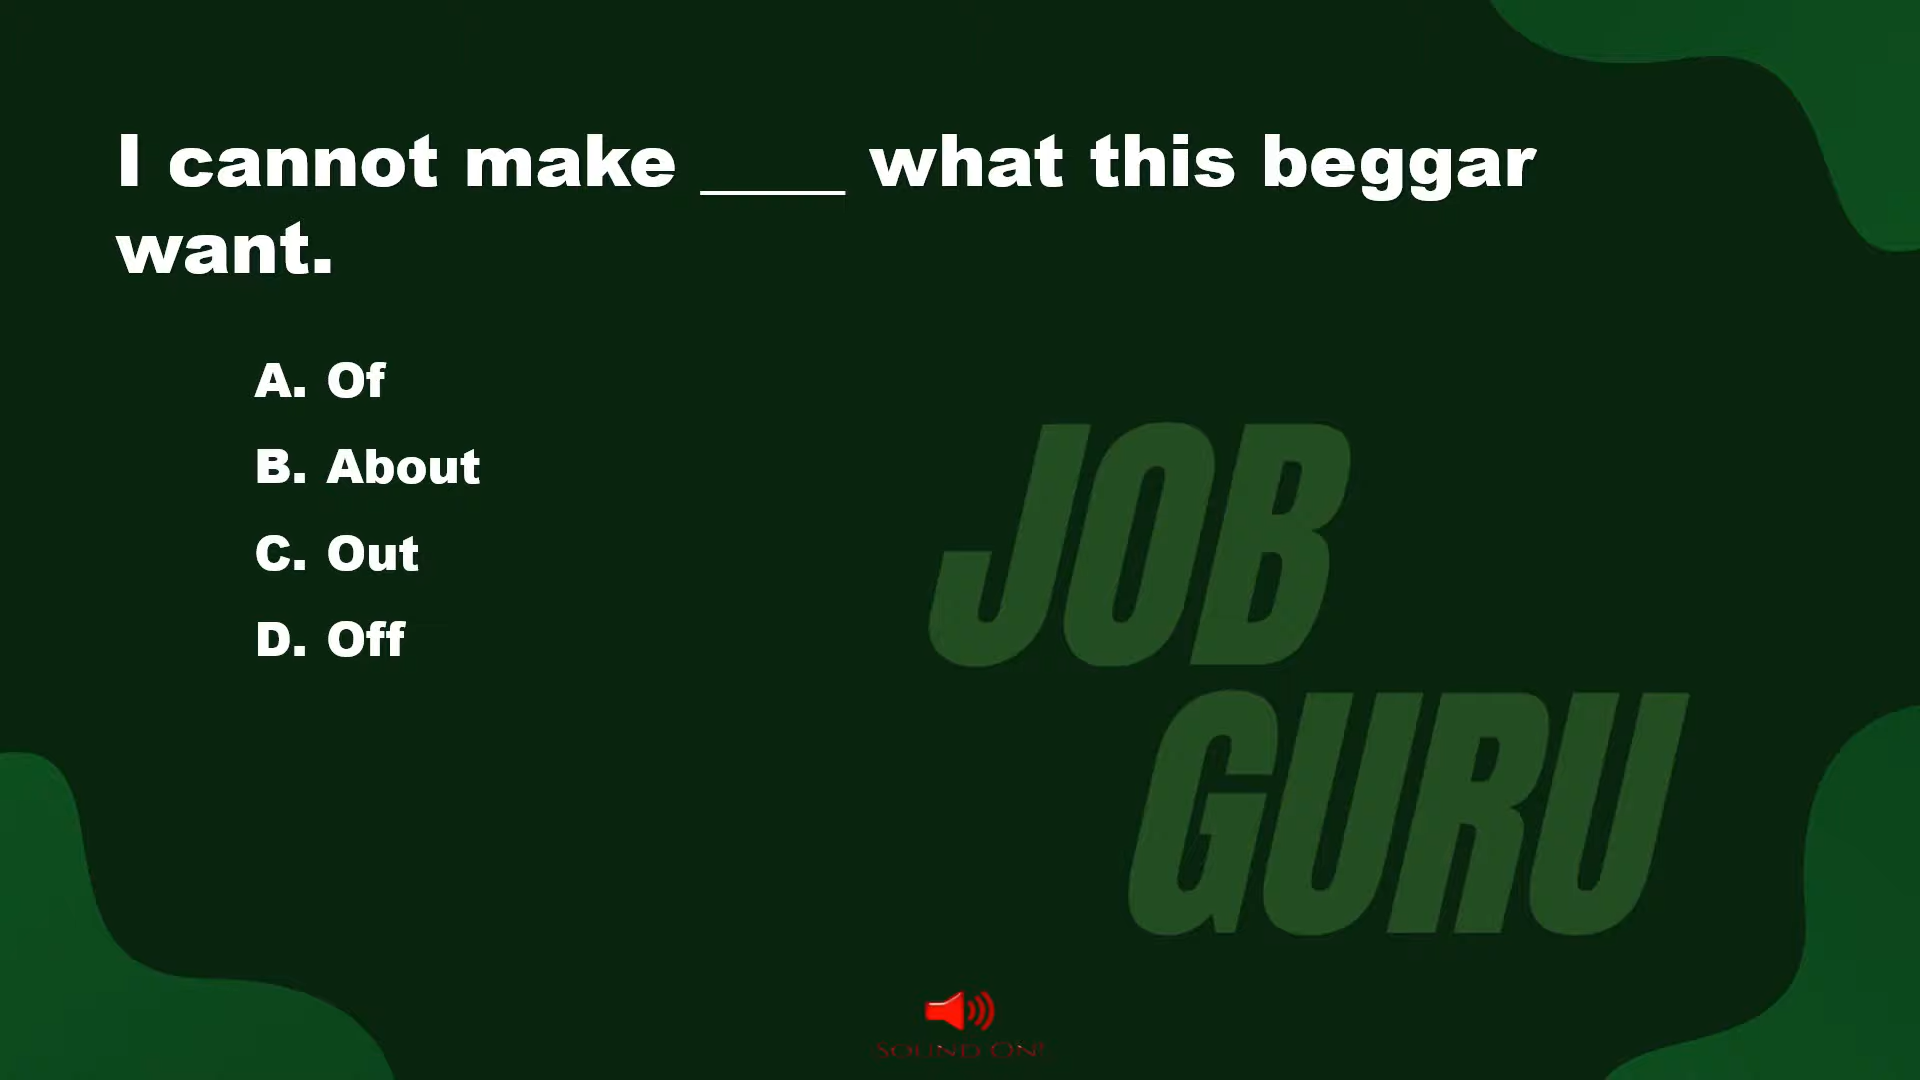 I cannot make ____ what this beggar
want.
A. Of
B. About
C. Out
D. Off
JOB
GURU
SOUND ON!